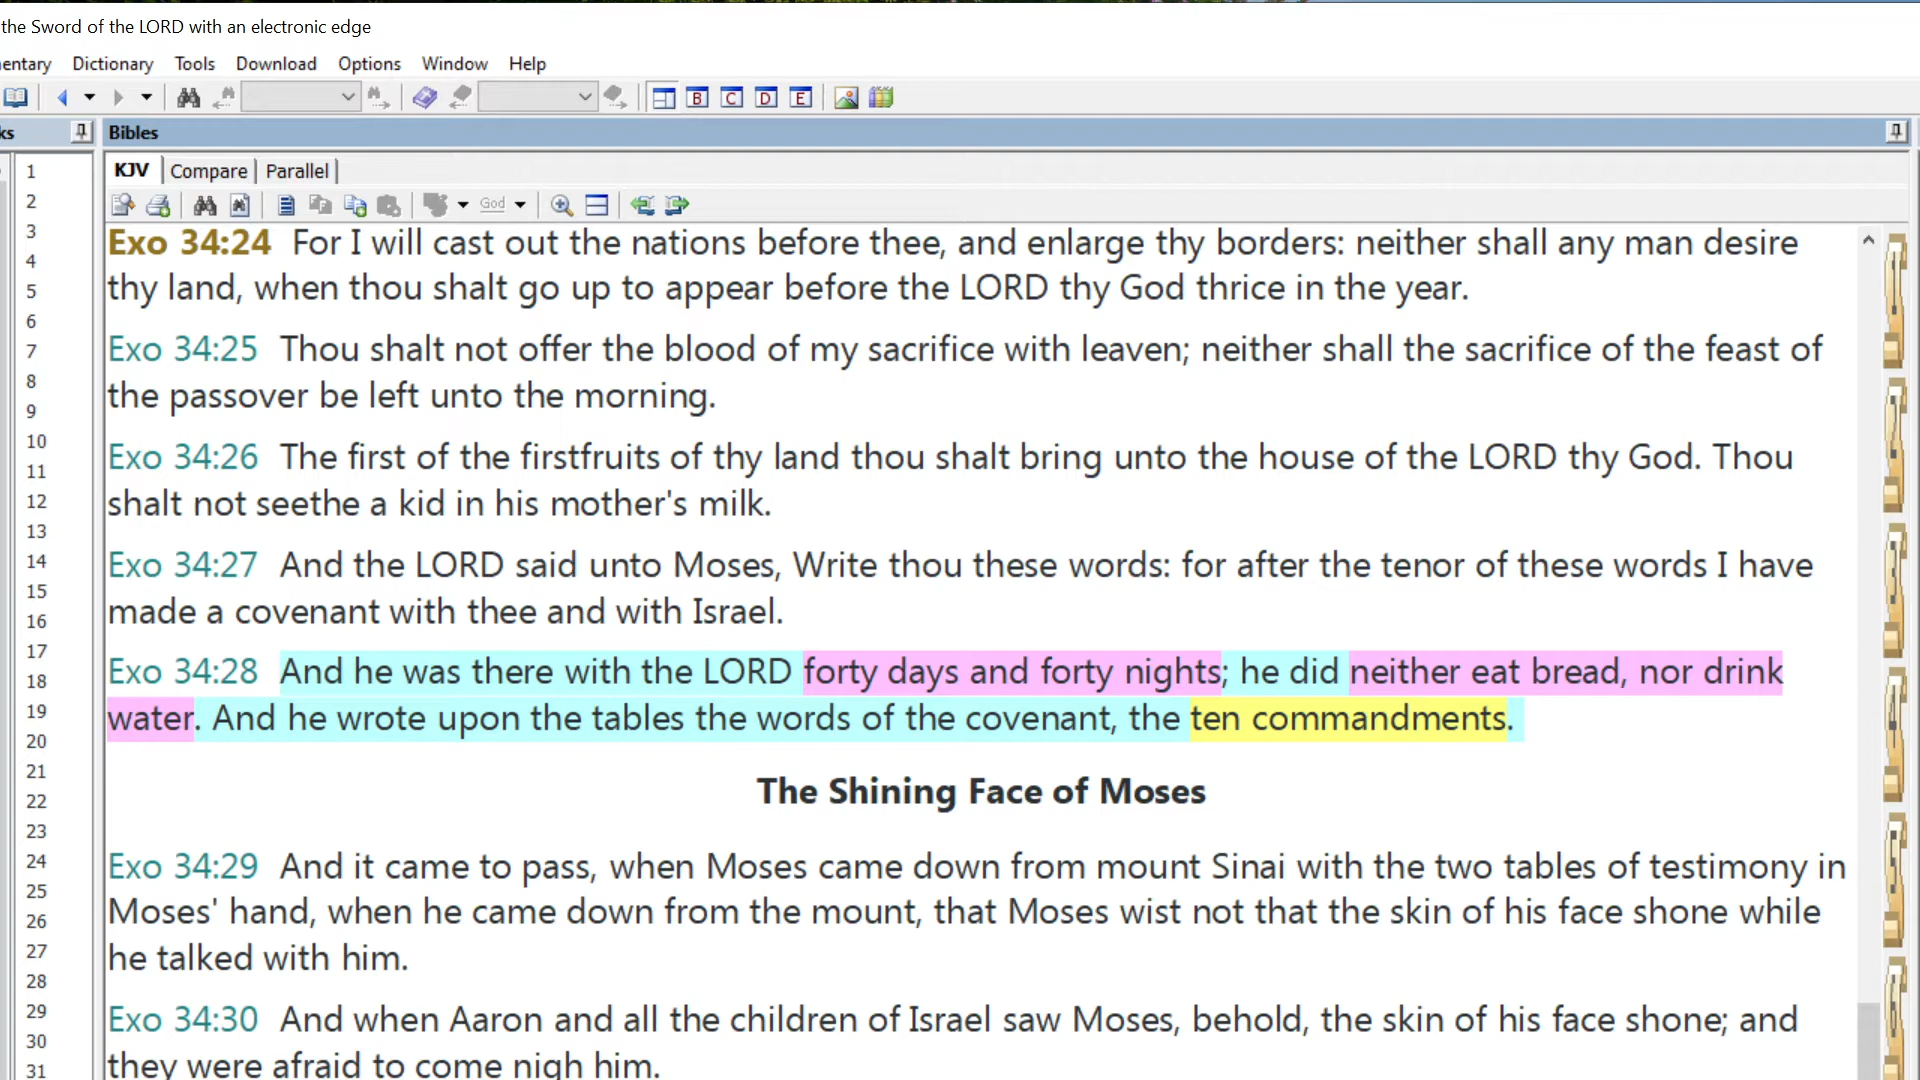 the Sword of the LORD with an electronic edge
entary Dictionary Tools Download Options Window Help
B C D E
ks Bibles
KJV Compare Parallel
God
1
2
3
4
5
6
7
8
9
10
11
12
13
14
15
16
17
18
19
20
21
22
23
24
25
26
27
28
29
30
31
Exo 34:24 For I will cast out the nations before thee, and enlarge thy borders: neither shall any man desire
thy land, when thou shalt go up to appear before the LORD thy God thrice in the year.
Exo 34:25 Thou shalt not offer the blood of my sacrifice with leaven; neither shall the sacrifice of the feast of
the passover be left unto the morning.
Exo 34:26 The first of the firstfruits of thy land thou shalt bring unto the house of the LORD thy God. Thou
shalt not seethe a kid in his mother's milk.
Exo 34:27 And the LORD said unto Moses, Write thou these words: for after the tenor of these words I have
made a covenant with thee and with Israel.
Exo 34:28 And he was there with the LORD forty days and forty nights; he did neither eat bread, nor drink
water. And he wrote upon the tables the words of the covenant, the ten commandments.
The Shining Face of Moses
Exo 34:29 And it came to pass, when Moses came down from mount Sinai with the two tables of testimony in
Moses' hand, when he came down from the mount, that Moses wist not that the skin of his face shone while
he talked with him.
Exo 34:30 And when Aaron and all the children of Israel saw Moses, behold, the skin of his face shone; and
they were afraid to come nigh him.